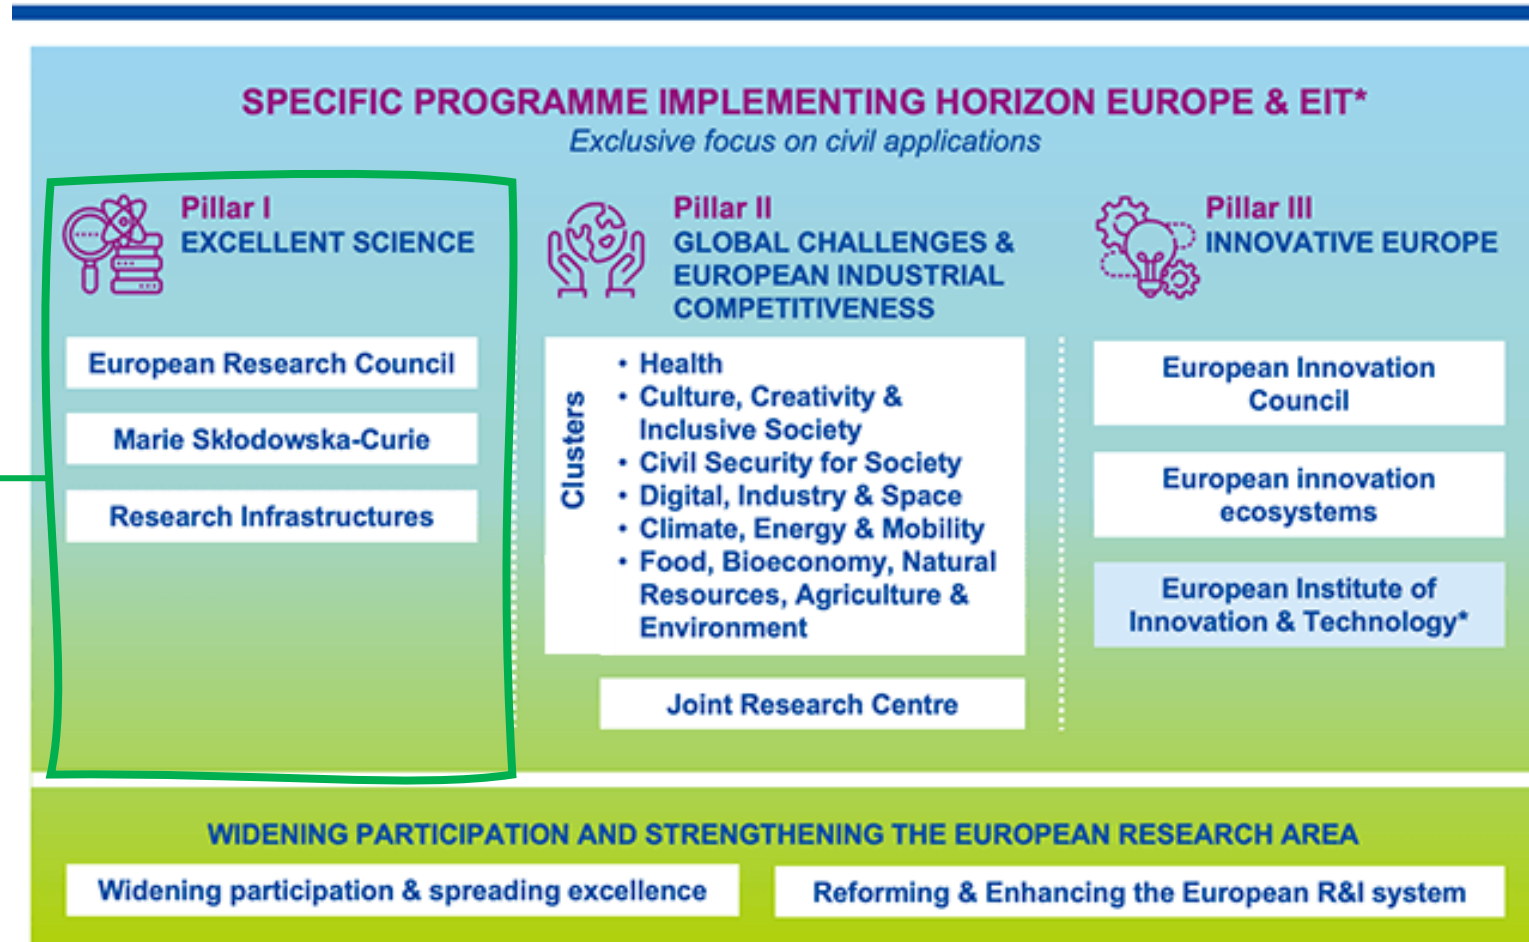 SPECIFIC PROGRAMME IMPLEMENTING HORIZON EUROPE & EIT*
Exclusive focus on civil applications
Pillar I
EXCELLENT SCIENCE
European Research Council
Marie Skłodowska-Curie
Research Infrastructures
Pillar II
GLOBAL CHALLENGES &
EUROPEAN INDUSTRIAL
COMPETITIVENESS
Clusters
• Health
• Culture, Creativity &
Inclusive Society
• Civil Security for Society
• Digital, Industry & Space
• Climate, Energy & Mobility
• Food, Bioeconomy, Natural
Resources, Agriculture &
Environment
Joint Research Centre
Pillar III
INNOVATIVE EUROPE
European Innovation
Council
European innovation
ecosystems
European Institute of
Innovation & Technology*
WIDENING PARTICIPATION AND STRENGTHENING THE EUROPEAN RESEARCH AREA
Widening participation & spreading excellence
Reforming & Enhancing the European R&I system